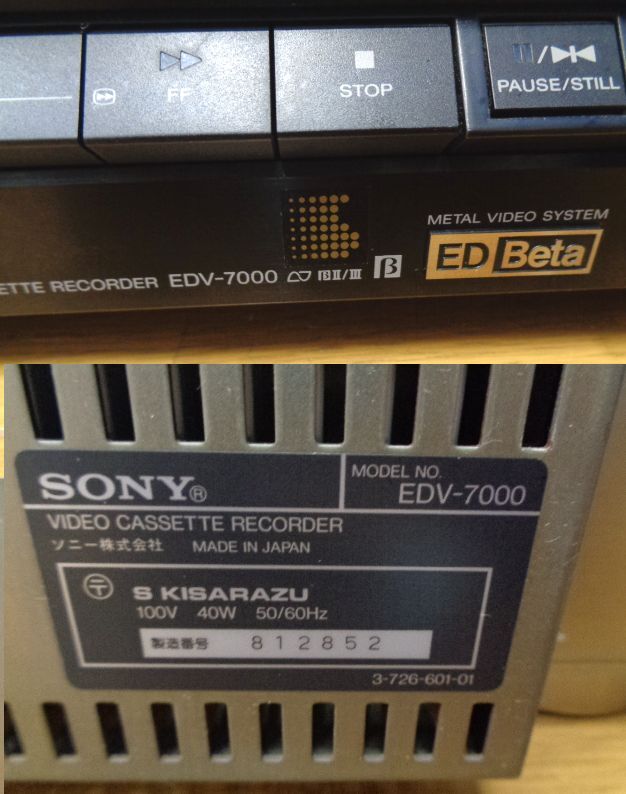 FF
STOP
PAUSE/STILL
METAL VIDEO SYSTEM
ED Beta
ETTE RECORDER EDV-7000 βII/III β
SONY®
MODEL NO.
EDV-7000
VIDEO CASSETTE RECORDER
ソニー株式会社 MADE IN JAPAN
S KISARAZU
100V 40W 50/60Hz
製造番号 812852
3-726-601-01